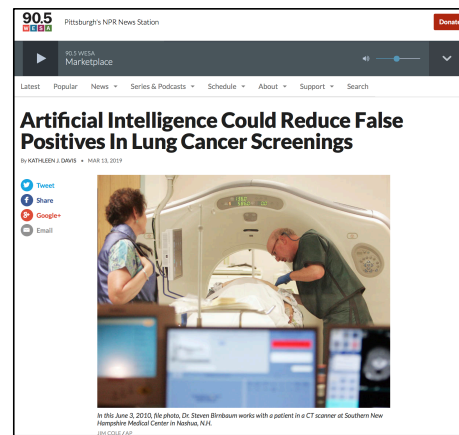 90.5
WESA
Pittsburgh's NPR News Station
Donate
90.5 WESA
Marketplace
Latest Popular News Series & Podcasts Schedule About Support Search
Artificial Intelligence Could Reduce False
Positives In Lung Cancer Screenings
By KATHLEEN J. DAVIS • MAR 13, 2019
Tweet
Share
Google+
Email
In this June 3, 2010, file photo, Dr. Steven Birnbaum works with a patient in a CT scanner at Southern New
Hampshire Medical Center in Nashua, N.H.
JIM COLE / AP